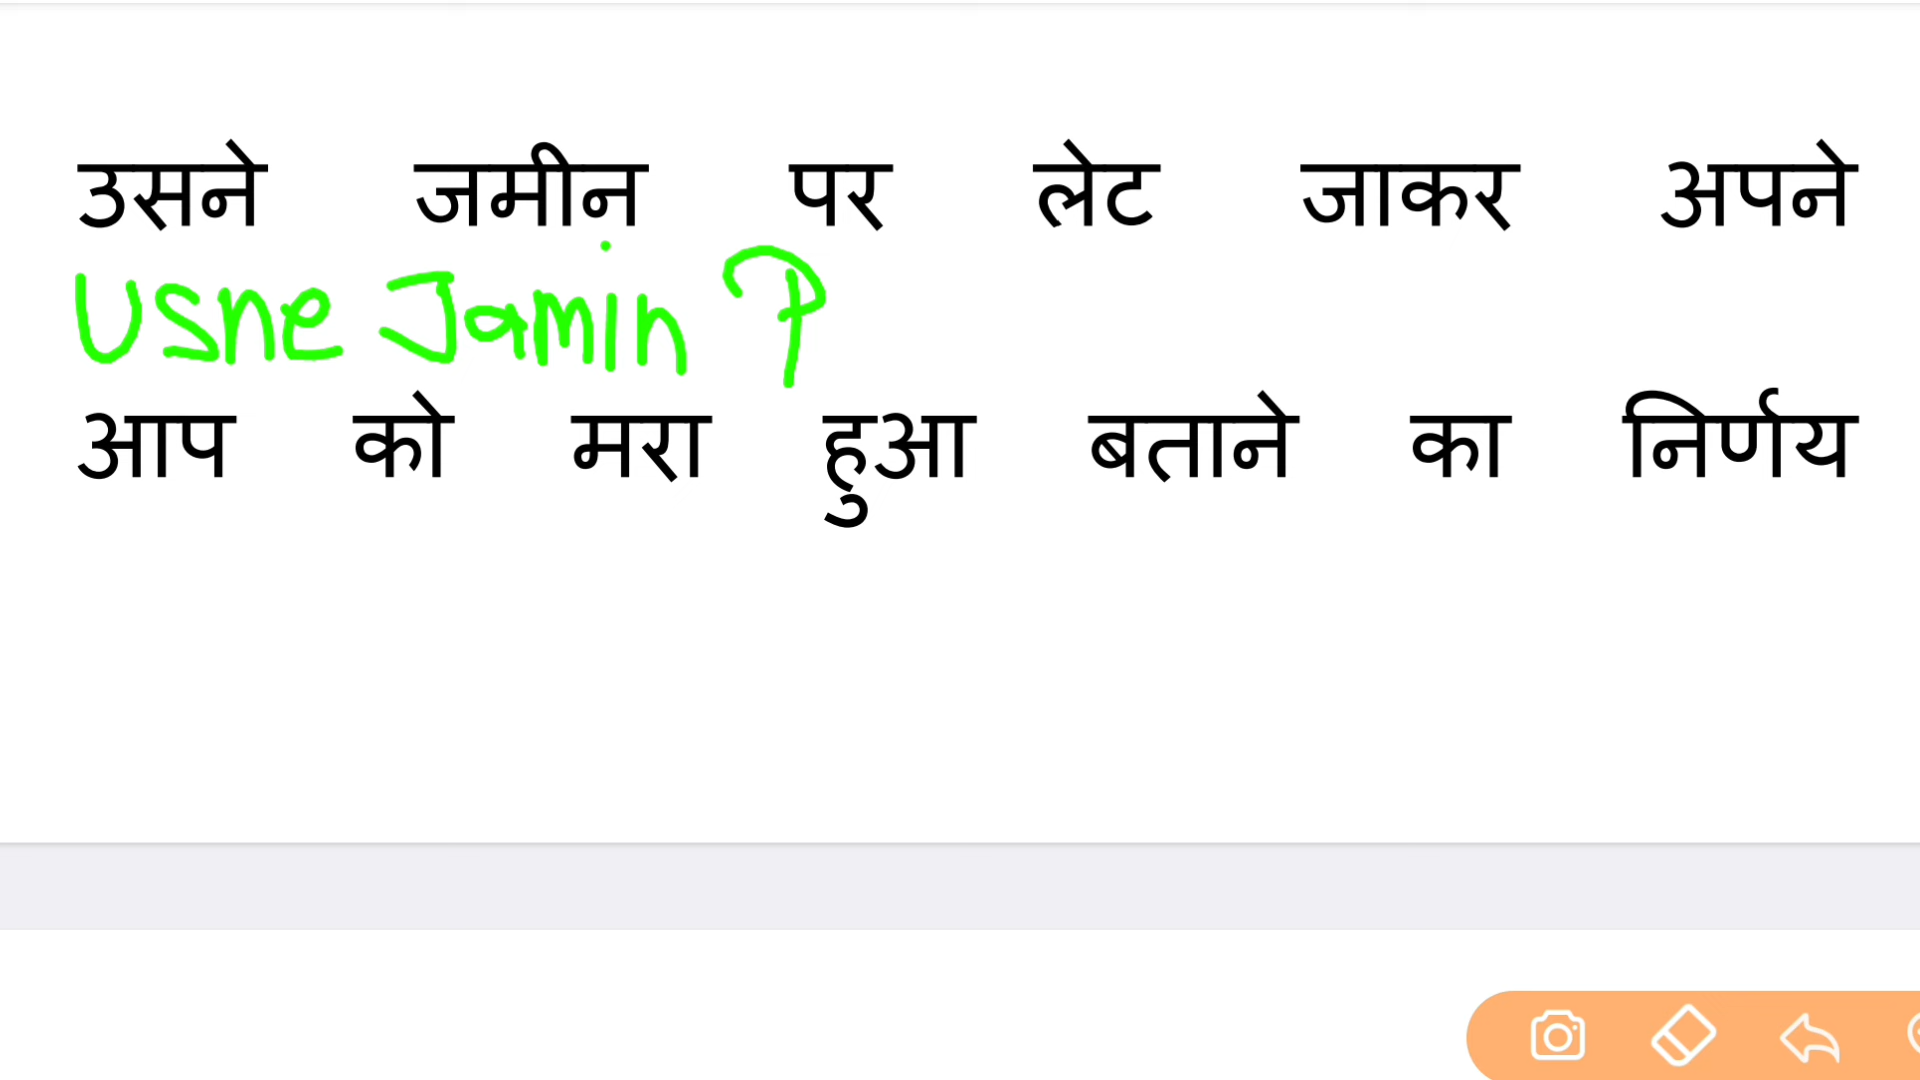 उसने जमीन पर लेट जाकर अपने
Usne Jamin P
आप को मरा हुआ बताने का निर्णय